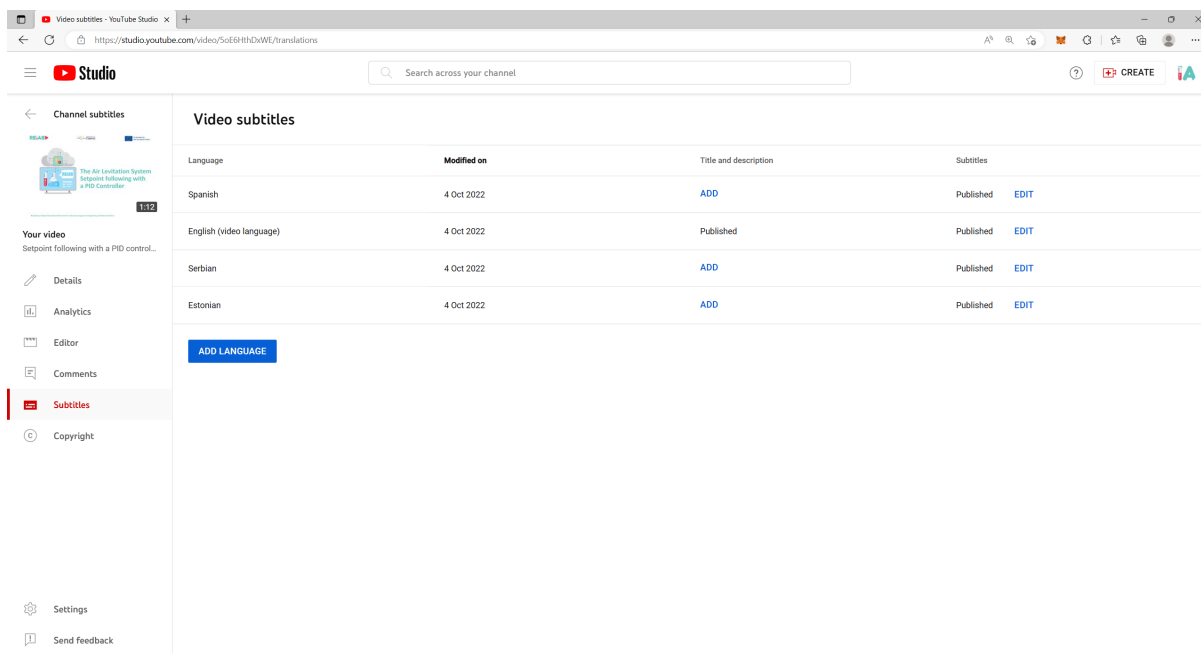 Video subtitles - YouTube Studio
https://studio.youtube.com/video/5oE6HthDxWE/translations
Studio
Search across your channel
CREATE
Channel subtitles
The Air Levitation System
Setpoint following with
a PID Controller
1:12
Your video
Setpoint following with a PID control...
Details
Analytics
Editor
Comments
Subtitles
Copyright
Settings
Send feedback
Video subtitles
Language Modified on Title and description Subtitles
Spanish 4 Oct 2022 ADD Published EDIT
English (video language) 4 Oct 2022 Published Published EDIT
Serbian 4 Oct 2022 ADD Published EDIT
Estonian 4 Oct 2022 ADD Published EDIT
ADD LANGUAGE